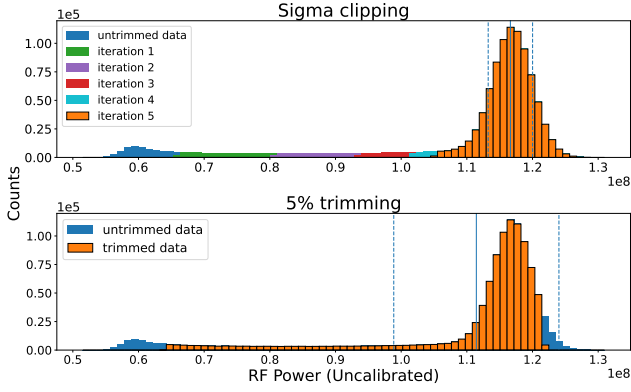 Sigma clipping
1e5
untrimmed data
iteration 1
iteration 2
iteration 3
iteration 4
iteration 5
1.00
0.75
0.50
0.25
0.00
0.5 0.6 0.7 0.8 0.9 1.0 1.1 1.2 1.3
1e8
Counts
5% trimming
1e5
untrimmed data
trimmed data
1.00
0.75
0.50
0.25
0.00
0.5 0.6 0.7 0.8 0.9 1.0 1.1 1.2 1.3
1e8
RF Power (Uncalibrated)